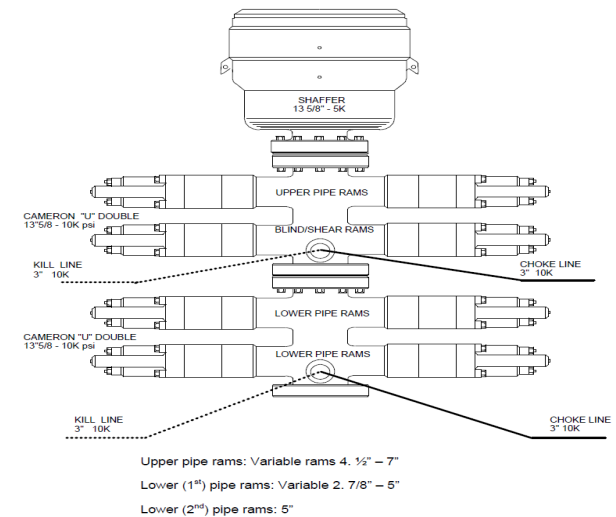 SHAFFER
13 5/8" - 5K
UPPER PIPE RAMS
CAMERON "U" DOUBLE
13"5/8 - 10K psi
BLIND/SHEAR RAMS
KILL LINE
3" 10K
CHOKE LINE
3" 10K
LOWER PIPE RAMS
CAMERON "U" DOUBLE
13"5/8 - 10K psi
LOWER PIPE RAMS
KILL LINE
3" 10K
CHOKE LINE
3" 10K
Upper pipe rams: Variable rams 4. ½" – 7"
Lower (1st) pipe rams: Variable 2. 7/8" – 5"
Lower (2nd) pipe rams: 5"